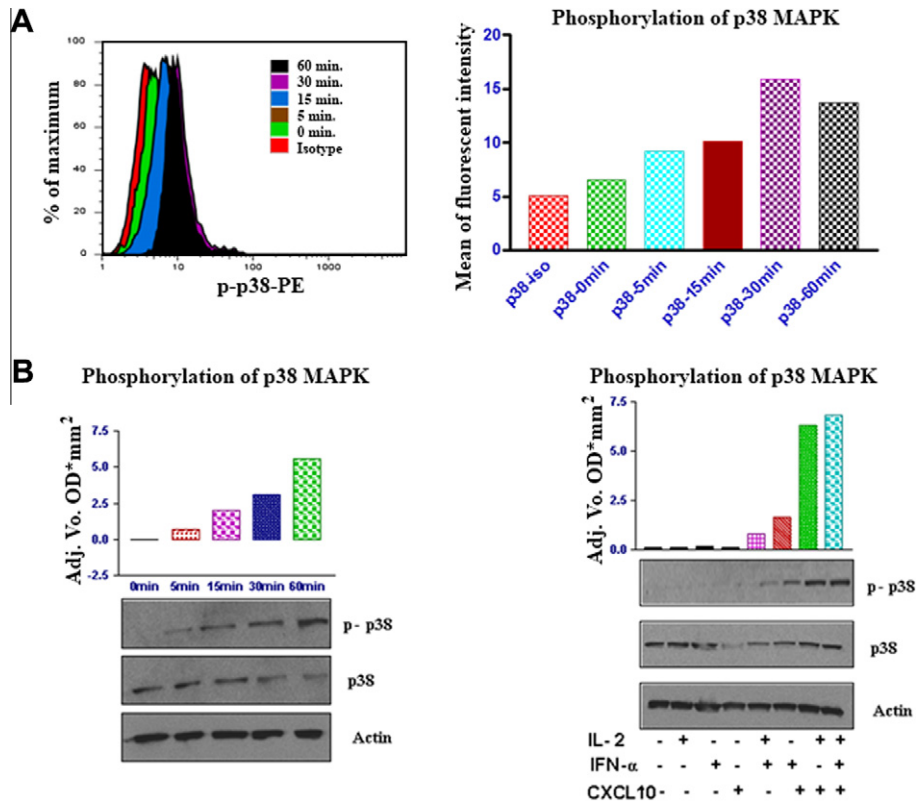 A
% of maximum
100
80
60
40
20
0
1
10
100
1000
p-p38-PE
60 min.
30 min.
15 min.
5 min.
0 min.
Isotype
Phosphorylation of p38 MAPK
Mean of fluorescent intensity
20
15
10
5
0
p38-iso
p38-0min
p38-5min
p38-15min
p38-30min
p38-60min
B
Phosphorylation of p38 MAPK
Adj. Vo. OD*mm2
7.5
5.0
2.5
0.0
-2.5
0min 5min 15min 30min 60min
p - p38
p38
Actin
Phosphorylation of p38 MAPK
Adj. Vo. OD*mm2
7.5
5.0
2.5
0.0
p - p38
p38
Actin
IL-2 - + - - + - + +
IFN-α - - + - + + - +
CXCL10 - - - + - + + +